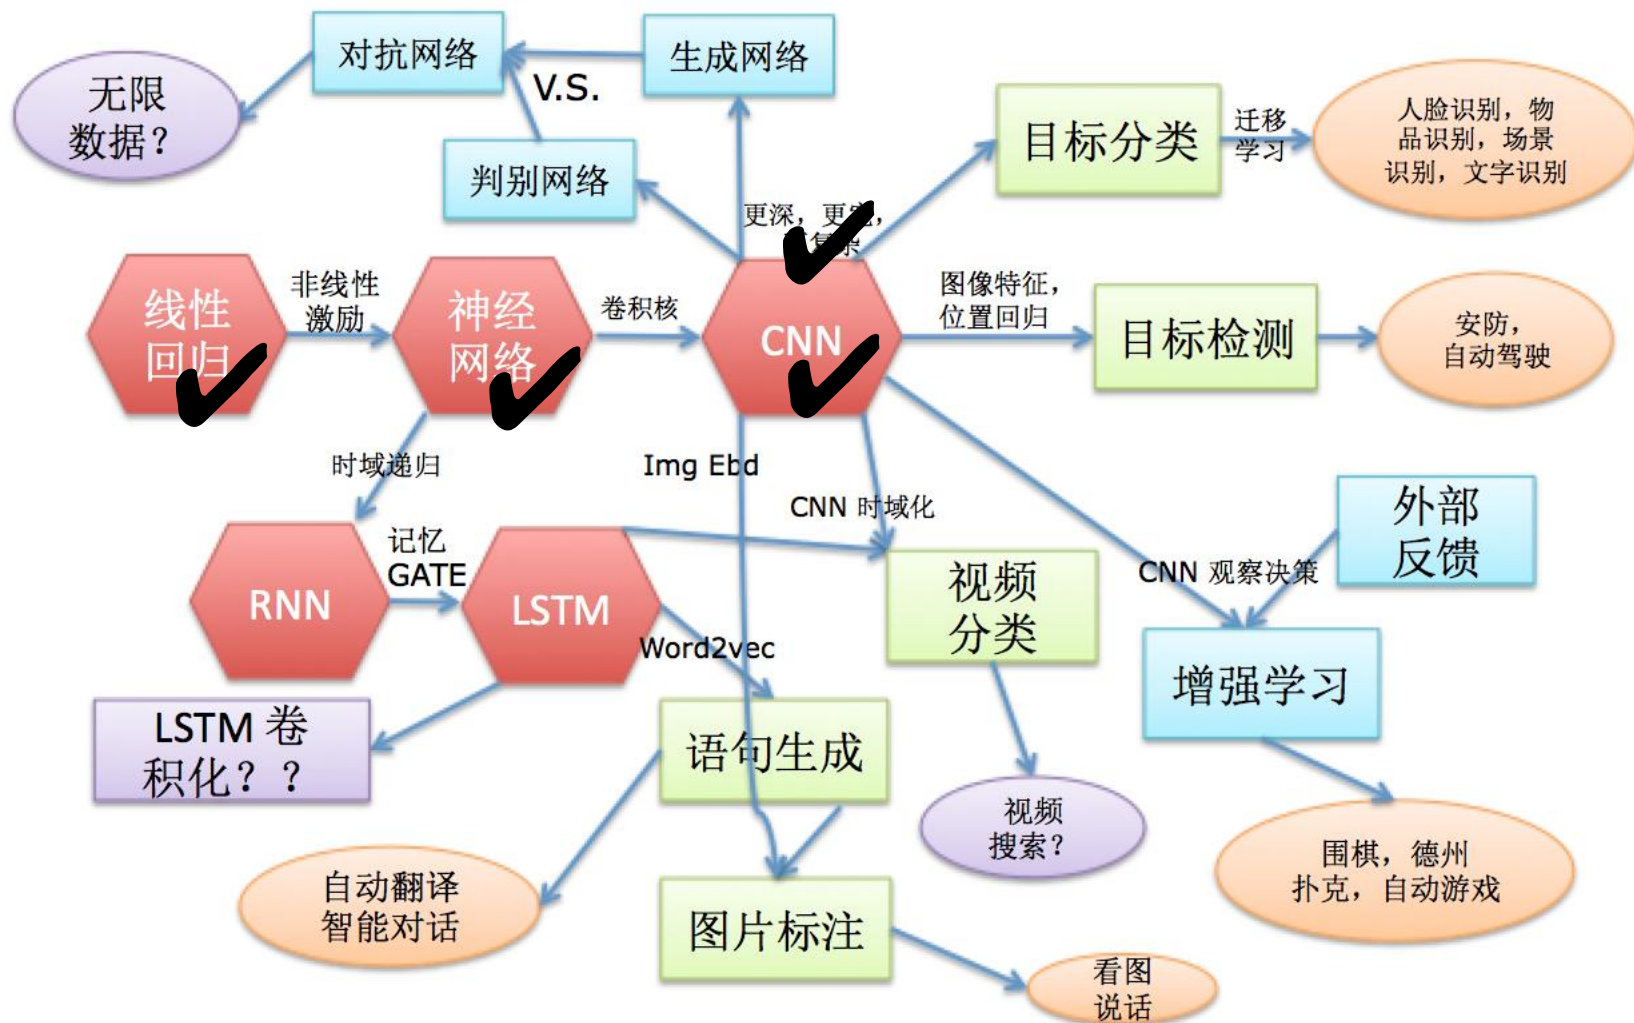 对抗网络
生成网络
V.S.
无限
数据？
判别网络
目标分类
迁移
学习
人脸识别，物
品识别，场景
识别，文字识别
更深，更宽，
线性
回归
非线性
激励
神经
网络
卷积核
CNN
图像特征，
位置回归
目标检测
安防，
自动驾驶
时域递归
Img Ebd
CNN 时域化
外部
反馈
RNN
记忆
GATE
LSTM
视频
分类
CNN 观察决策
Word2vec
增强学习
LSTM 卷
积化？？
语句生成
视频
搜索？
围棋，德州
扑克，自动游戏
自动翻译
智能对话
图片标注
看图
说话